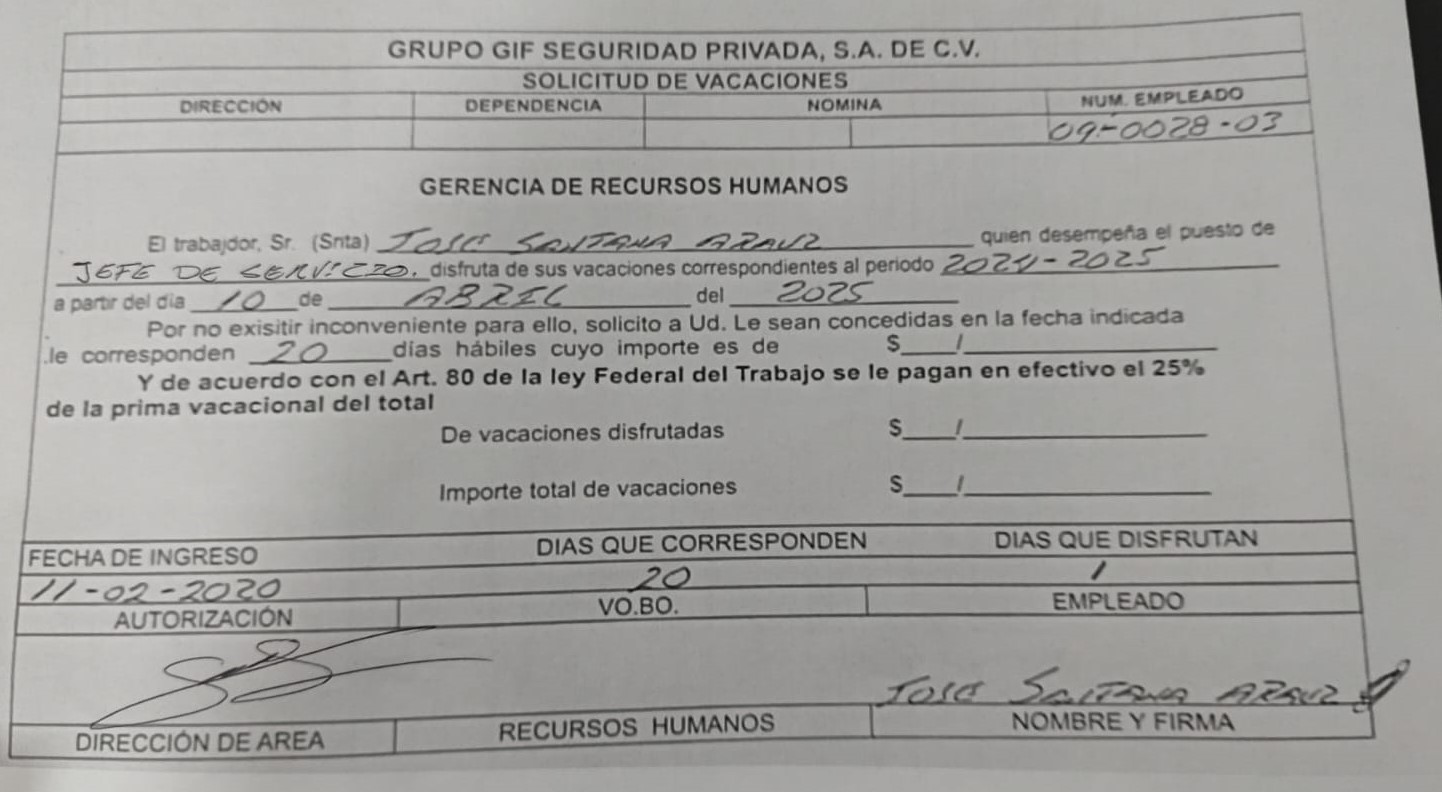 GRUPO GIF SEGURIDAD PRIVADA, S.A. DE C.V.
SOLICITUD DE VACACIONES
DIRECCIÓN DEPENDENCIA NOMINA NUM. EMPLEADO
09-0028-03
GERENCIA DE RECURSOS HUMANOS
El trabajdor, Sr. (Snta) JOSE SANTANA ARAUZ quien desempeña el puesto de
JEFE DE SERVICIO. disfruta de sus vacaciones correspondientes al periodo 2024-2025
a partir del día 10 de ABRIL del 2025
Por no exisitir inconveniente para ello, solicito a Ud. Le sean concedidas en la fecha indicada
.le corresponden 20 días hábiles cuyo importe es de $ /
Y de acuerdo con el Art. 80 de la ley Federal del Trabajo se le pagan en efectivo el 25%
de la prima vacacional del total
De vacaciones disfrutadas $ /
Importe total de vacaciones $ /
FECHA DE INGRESO DIAS QUE CORRESPONDEN DIAS QUE DISFRUTAN
11-02-2020 20 /
AUTORIZACIÓN VO.BO. EMPLEADO
JOSE SANTANA ARAUZ
DIRECCIÓN DE AREA RECURSOS HUMANOS NOMBRE Y FIRMA